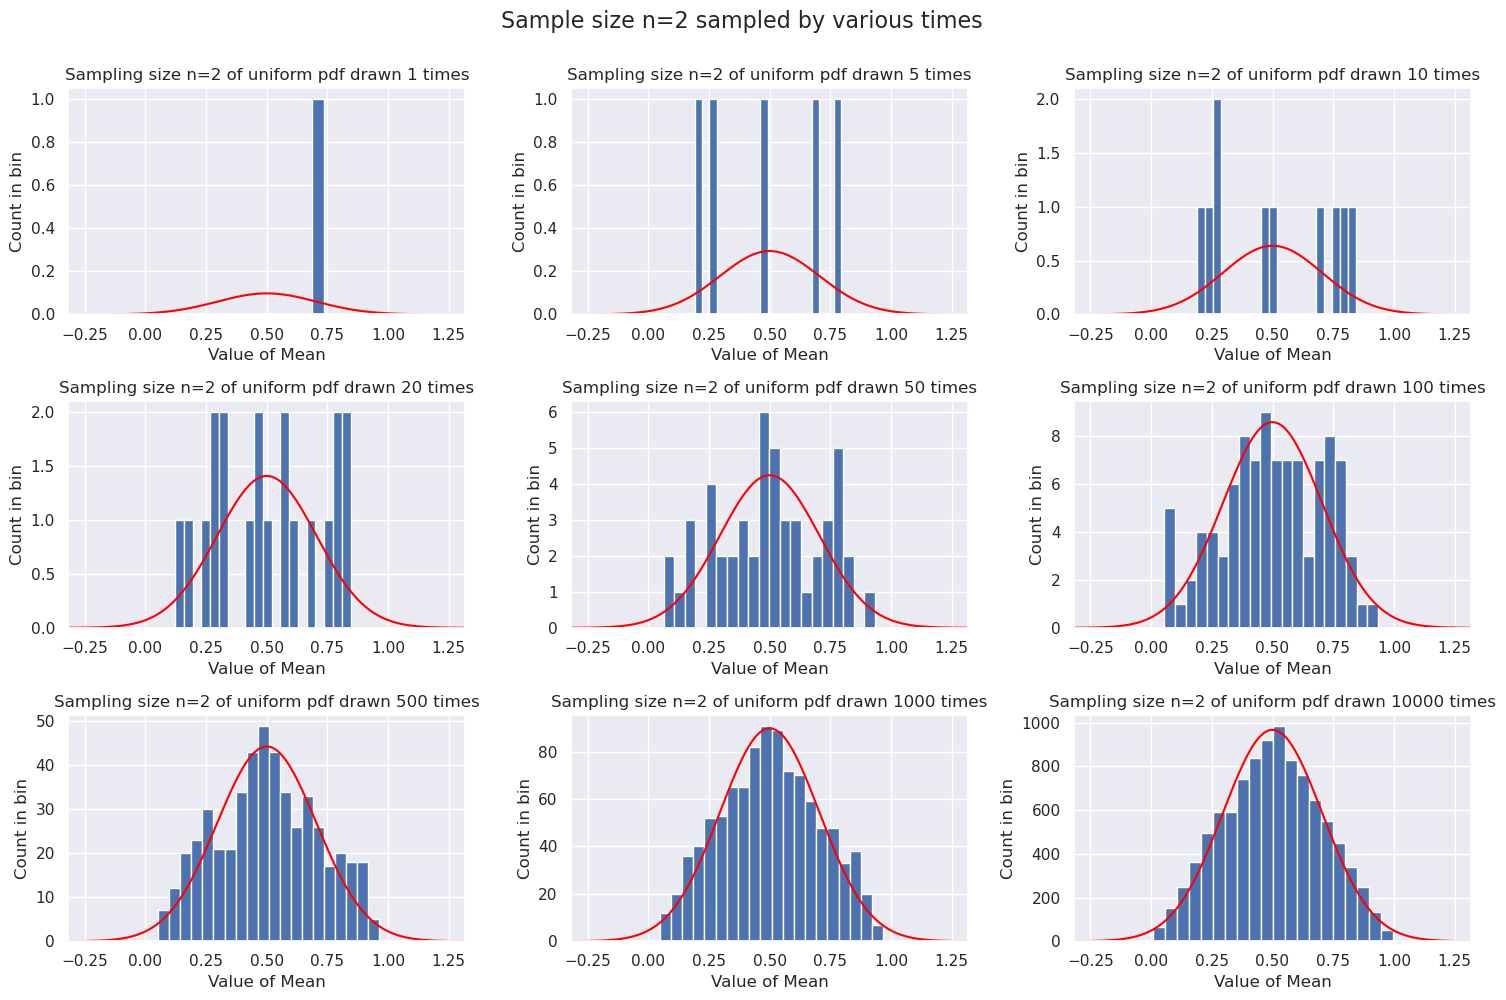 Sample size n=2 sampled by various times
Sampling size n=2 of uniform pdf drawn 1 times
1.0
0.8
0.6
0.4
0.2
0.0
Count in bin
−0.25 0.00 0.25 0.50 0.75 1.00 1.25
Value of Mean
Sampling size n=2 of uniform pdf drawn 5 times
1.0
0.8
0.6
0.4
0.2
0.0
Count in bin
−0.25 0.00 0.25 0.50 0.75 1.00 1.25
Value of Mean
Sampling size n=2 of uniform pdf drawn 10 times
2.0
1.5
1.0
0.5
0.0
Count in bin
−0.25 0.00 0.25 0.50 0.75 1.00 1.25
Value of Mean
Sampling size n=2 of uniform pdf drawn 20 times
2.0
1.5
1.0
0.5
0.0
Count in bin
−0.25 0.00 0.25 0.50 0.75 1.00 1.25
Value of Mean
Sampling size n=2 of uniform pdf drawn 50 times
6
5
4
3
2
1
0
Count in bin
−0.25 0.00 0.25 0.50 0.75 1.00 1.25
Value of Mean
Sampling size n=2 of uniform pdf drawn 100 times
8
6
4
2
0
Count in bin
−0.25 0.00 0.25 0.50 0.75 1.00 1.25
Value of Mean
Sampling size n=2 of uniform pdf drawn 500 times
50
40
30
20
10
0
Count in bin
−0.25 0.00 0.25 0.50 0.75 1.00 1.25
Value of Mean
Sampling size n=2 of uniform pdf drawn 1000 times
80
60
40
20
0
Count in bin
−0.25 0.00 0.25 0.50 0.75 1.00 1.25
Value of Mean
Sampling size n=2 of uniform pdf drawn 10000 times
1000
800
600
400
200
0
Count in bin
−0.25 0.00 0.25 0.50 0.75 1.00 1.25
Value of Mean